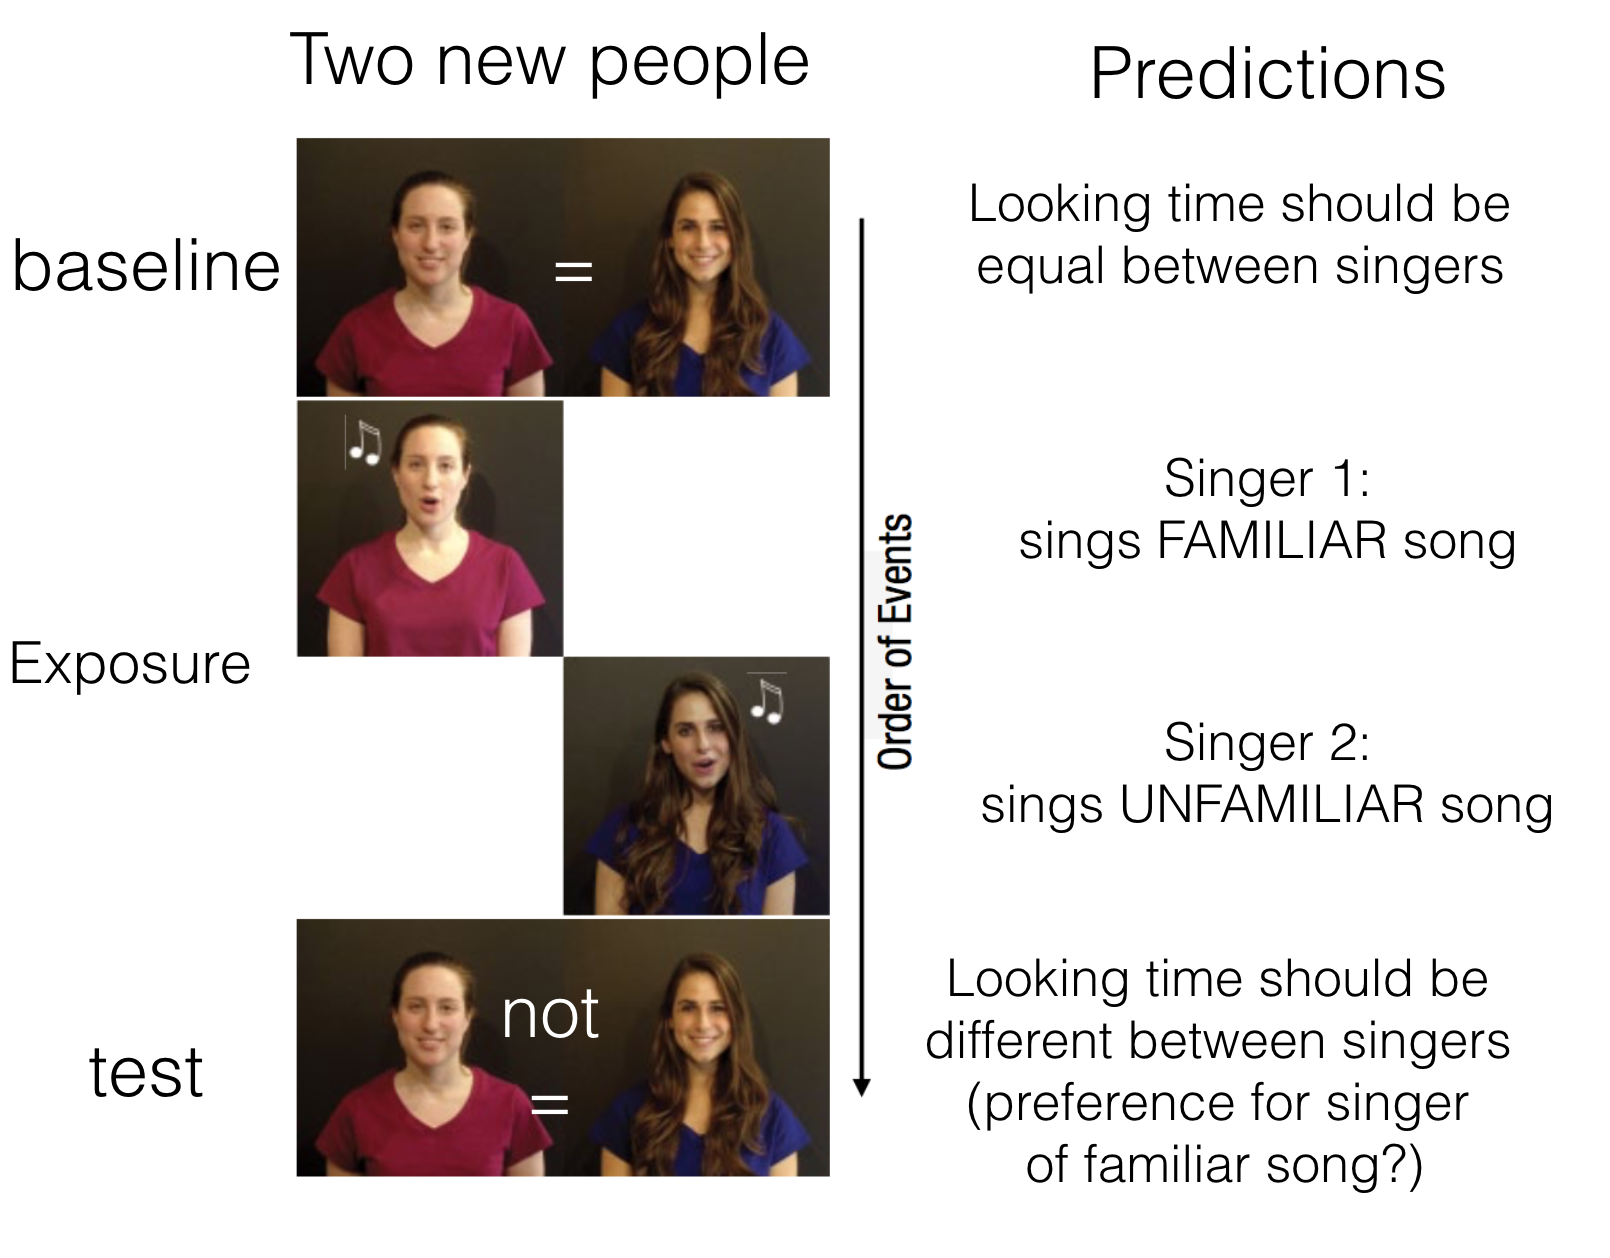 Two new people
Predictions
baseline
=
Looking time should be
equal between singers
Exposure
Singer 1:
sings FAMILIAR song
Order of Events
Singer 2:
sings UNFAMILIAR song
test
not
=
Looking time should be
different between singers
(preference for singer
of familiar song?)